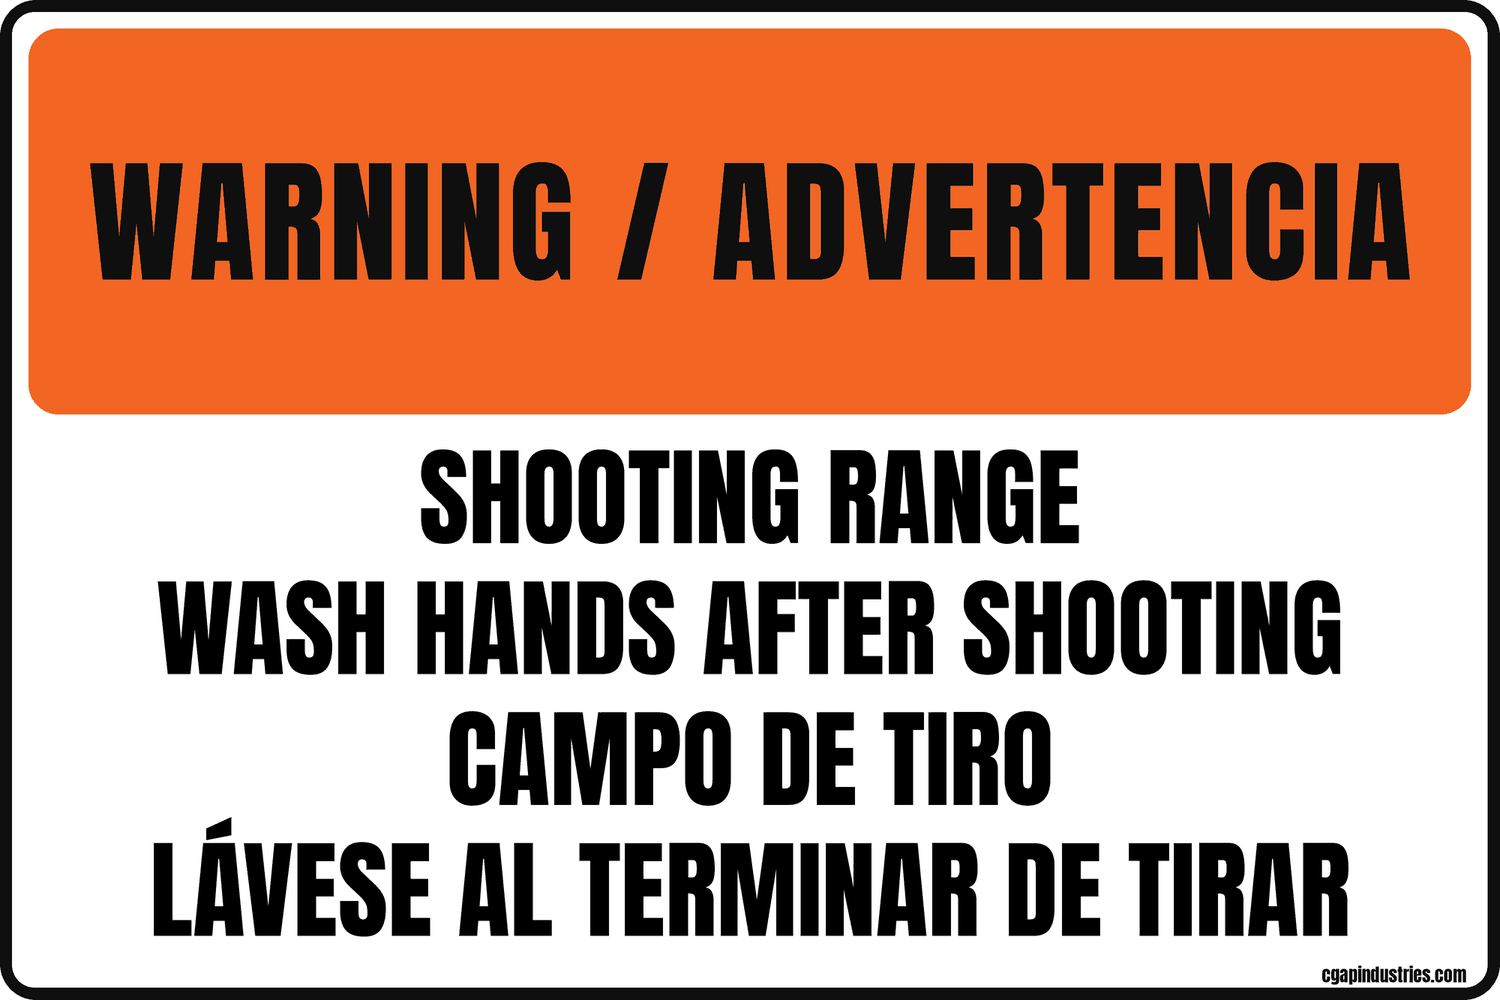 WARNING / ADVERTENCIA
SHOOTING RANGE
WASH HANDS AFTER SHOOTING
CAMPO DE TIRO
LÁVESE AL TERMINAR DE TIRAR
cgapindustries.com